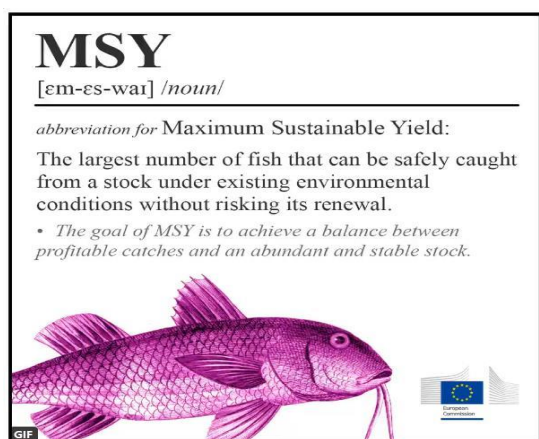 MSY
[ɛm-ɛs-waɪ] /noun/
abbreviation for Maximum Sustainable Yield:
The largest number of fish that can be safely caught
from a stock under existing environmental
conditions without risking its renewal.
• The goal of MSY is to achieve a balance between
profitable catches and an abundant and stable stock.
European
Commission
GIF